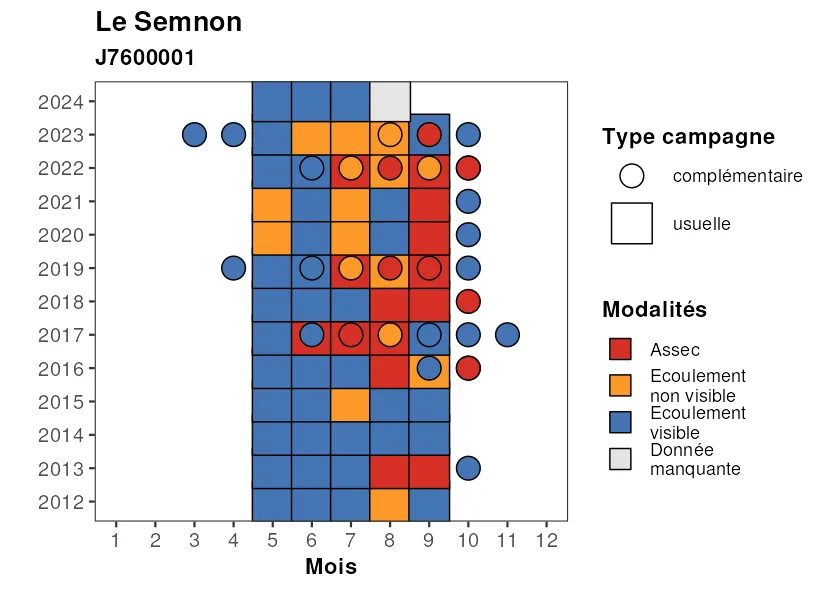 Le Semnon
J7600001
2024
2023
2022
2021
2020
2019
2018
2017
2016
2015
2014
2013
2012
1 2 3 4 5 6 7 8 9 10 11 12
Mois
Type campagne
complémentaire
usuelle
Modalités
Assec
Ecoulement
non visible
Ecoulement
visible
Donnée
manquante